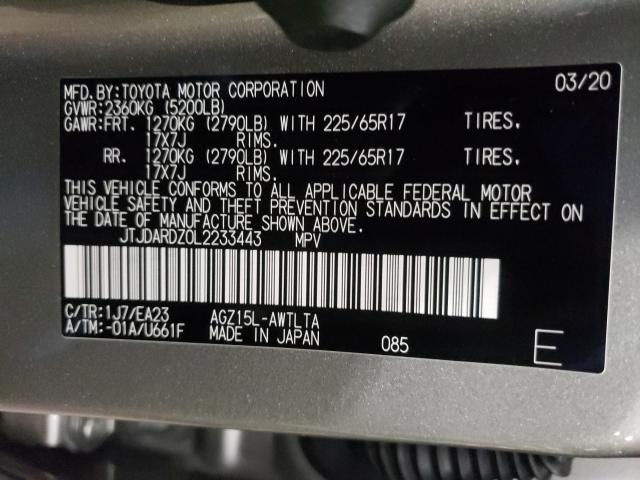 MFD. BY: TOYOTA MOTOR CORPORATION 03/20
GVWR: 2360KG (5200LB)
GAWR: FRT. 1270KG (2790LB) WITH 225/65R17 TIRES.
17X7J RIMS.
RR. 1270KG (2790LB) WITH 225/65R17 TIRES.
17X7J RIMS.
THIS VEHICLE CONFORMS TO ALL APPLICABLE FEDERAL MOTOR
VEHICLE SAFETY AND THEFT PREVENTION STANDARDS IN EFFECT ON
THE DATE OF MANUFACTURE SHOWN ABOVE.
JTJDARDZ0L2233443 MPV
C/TR: 1J7/EA23 AGZ15L-AWTLTA
A/TM: -01A/U661F MADE IN JAPAN 085 E